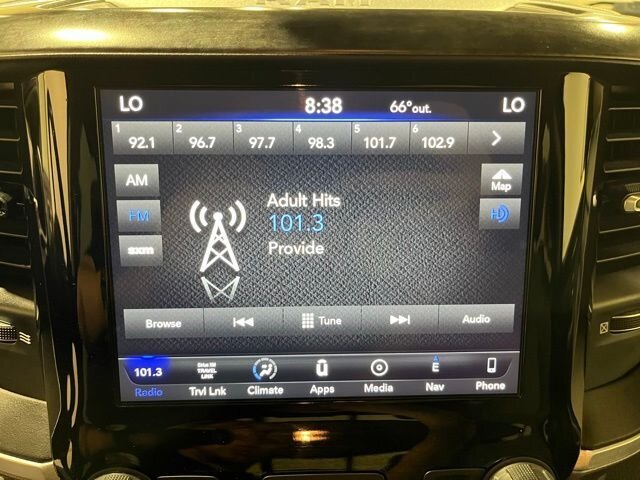 LO 8:38 66°out. LO
1 92.1 2 96.7 3 97.7 4 98.3 5 101.7 6 102.9
AM
Map
FM
HD
sxm
Adult Hits
101.3
Provide
Browse Tune Audio
101.3 TRAVEL LINK E
Radio Trvl Lnk Climate Apps Media Nav Phone